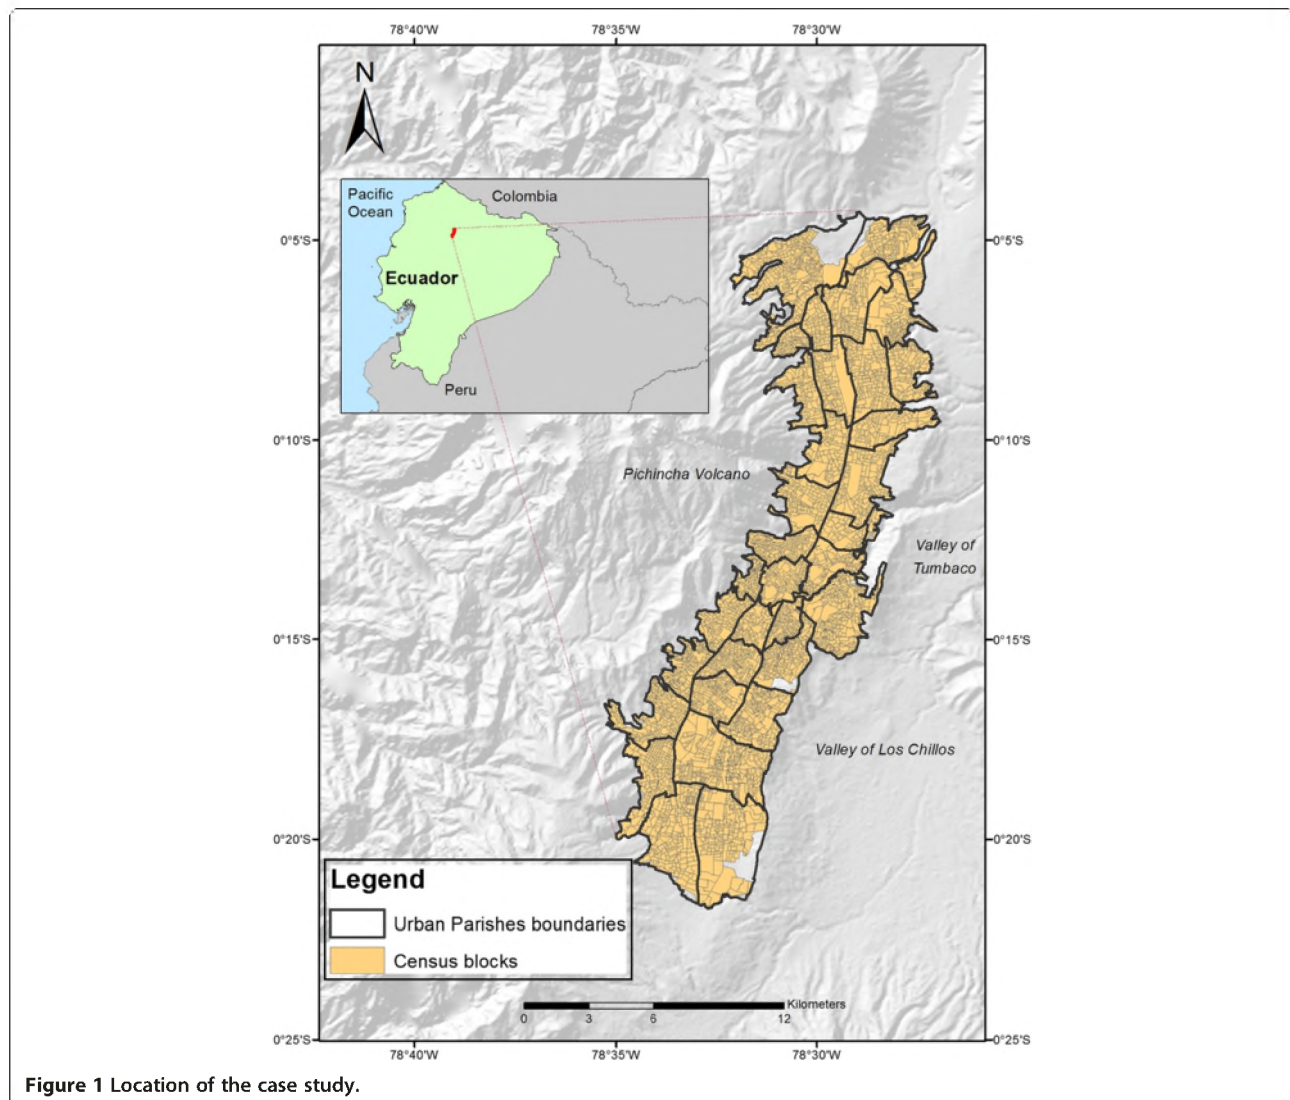 78°40'W 78°35'W 78°30'W
N
Pacific
Ocean
Colombia
Ecuador
Peru
0°5'S 0°5'S
0°10'S 0°10'S
Pichincha Volcano
Valley of
Tumbaco
0°15'S 0°15'S
Valley of Los Chillos
0°20'S 0°20'S
Legend
Urban Parishes boundaries
Census blocks
Kilometers
0 3 6 12
0°25'S 0°25'S
78°40'W 78°35'W 78°30'W
Figure 1 Location of the case study.